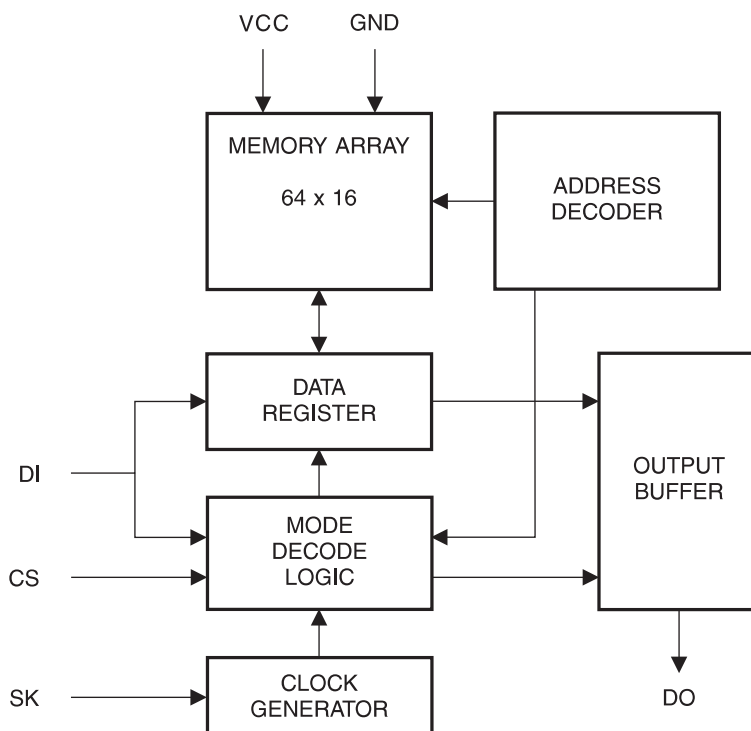 VCC
GND
MEMORY ARRAY
64 x 16
ADDRESS
DECODER
DATA
REGISTER
DI
OUTPUT
BUFFER
MODE
DECODE
LOGIC
CS
CLOCK
GENERATOR
SK
DO